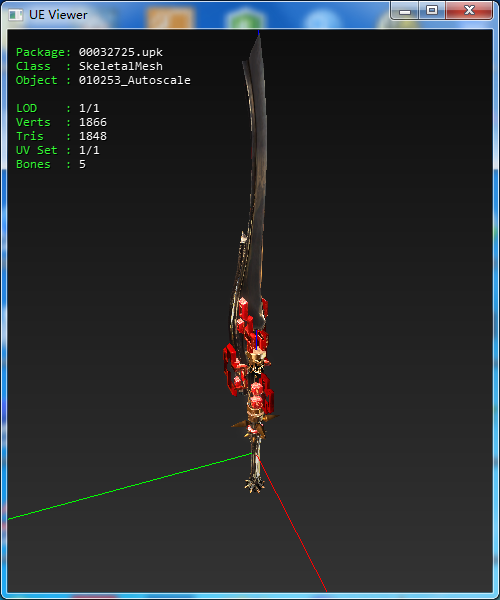 UE Viewer
Package: 00032725.upk
Class : SkeletalMesh
Object : 010253_Autoscale
LOD : 1/1
Verts : 1866
Tris : 1848
UV Set : 1/1
Bones : 5